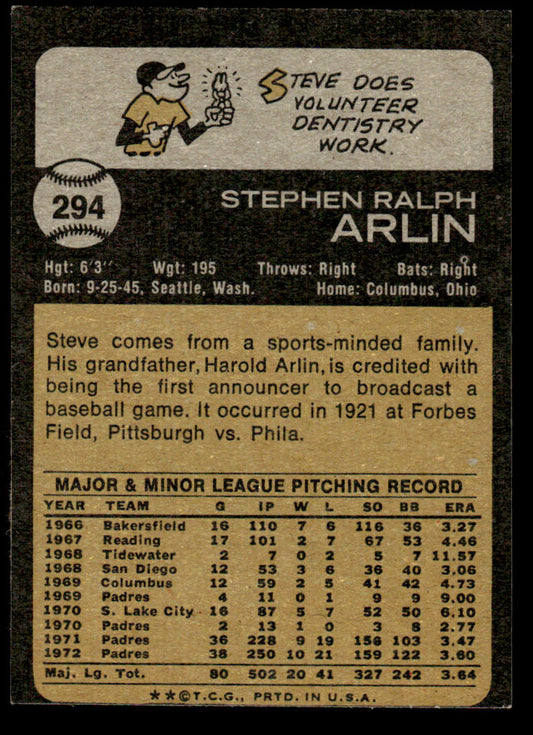 STEVE DOES
VOLUNTEER
DENTISTRY
WORK.
294
STEPHEN RALPH
ARLIN
Hgt: 6'3" Wgt: 195 Throws: Right Bats: Right
Born: 9-25-45, Seattle, Wash. Home: Columbus, Ohio
Steve comes from a sports-minded family.
His grandfather, Harold Arlin, is credited with
being the first announcer to broadcast a
baseball game. It occurred in 1921 at Forbes
Field, Pittsburgh vs. Phila.
MAJOR & MINOR LEAGUE PITCHING RECORD
YEAR TEAM G IP W L SO BB ERA
1966 Bakersfield 16 110 7 6 116 36 3.27
1967 Reading 17 101 2 7 67 53 4.46
1968 Tidewater 2 7 0 2 5 7 11.57
1968 San Diego 12 53 3 6 36 40 3.06
1969 Columbus 12 59 2 5 41 42 4.73
1969 Padres 4 11 0 1 9 9 9.00
1970 S. Lake City 16 87 5 7 52 50 6.10
1970 Padres 2 13 1 0 3 8 2.77
1971 Padres 36 228 9 19 156 103 3.47
1972 Padres 38 250 10 21 159 122 3.60
Maj. Lg. Tot. 80 502 20 41 327 242 3.64
**©T.C.G., PRTD. IN U.S.A.